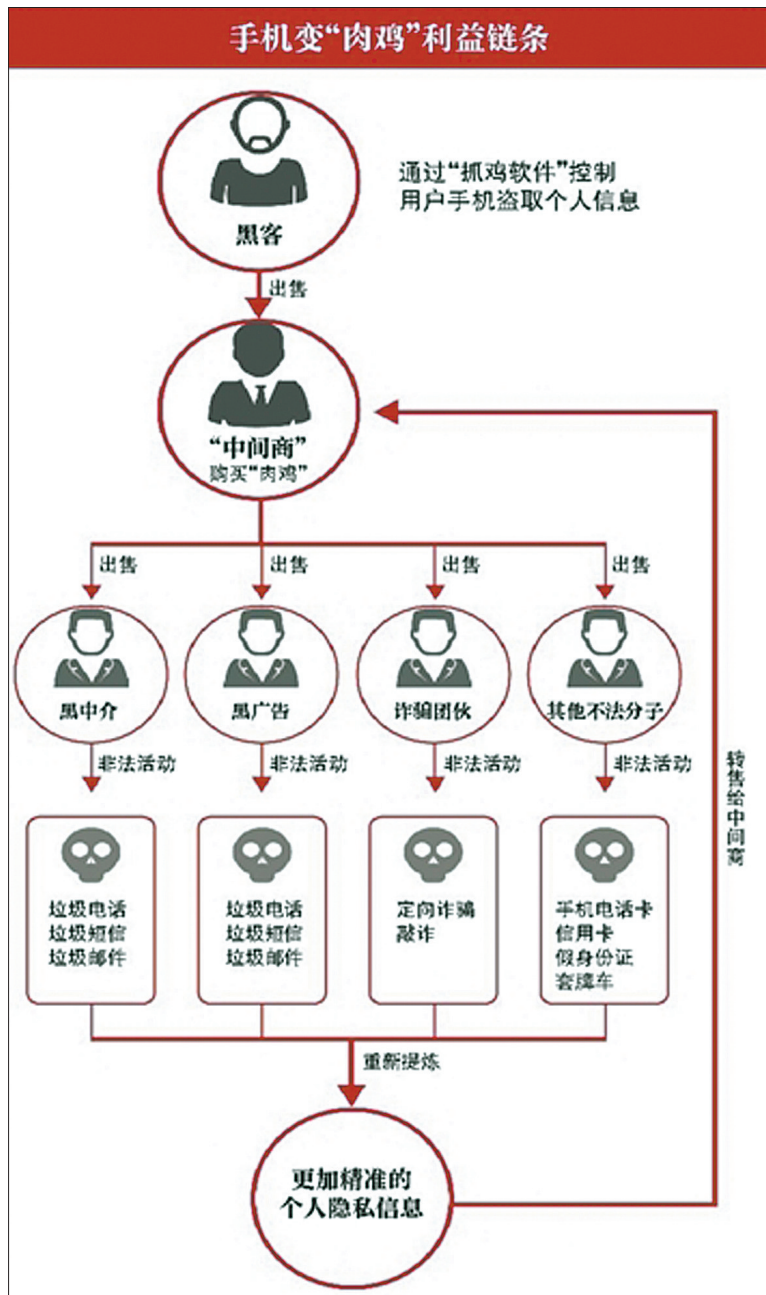 手机变“肉鸡”利益链条
黑客
通过“抓鸡软件”控制
用户手机盗取个人信息
出售
“中间商”
购买“肉鸡”
出售
出售
出售
出售
黑中介
黑广告
诈骗团伙
其他不法分子
非法活动
非法活动
非法活动
非法活动
垃圾电话
垃圾短信
垃圾邮件
垃圾电话
垃圾短信
垃圾邮件
定向诈骗
敲诈
手机电话卡
信用卡
假身份证
套牌车
重新提炼
更加精准的
个人隐私信息
转售给中间商